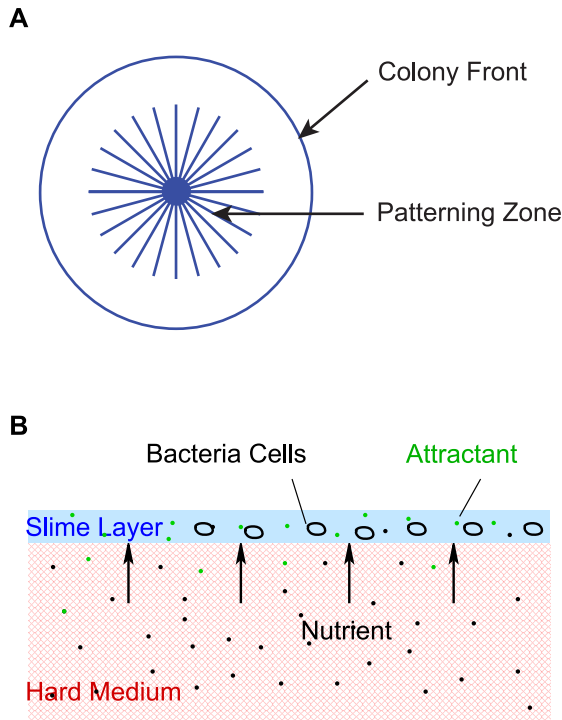 A
Colony Front
Patterning Zone
B
Bacteria Cells
Attractant
Slime Layer
Nutrient
Hard Medium